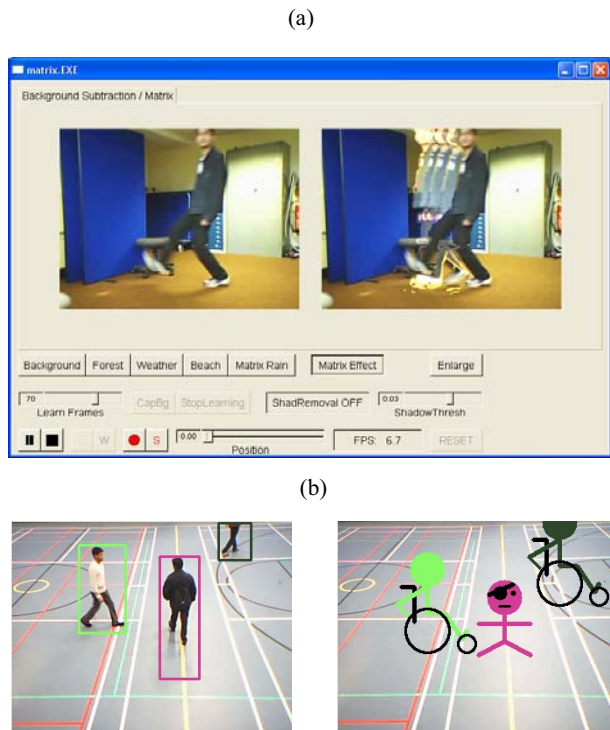 (a)
matrix.EXE
Background Subtraction / Matrix
Background Forest Weather Beach Matrix Rain Matrix Effect Enlarge
70 CapBg StopLearning ShadRemoval OFF 0.03
Learn Frames ShadowThresh
W S 0.00 FPS: 6.7 RESET
Position
(b)